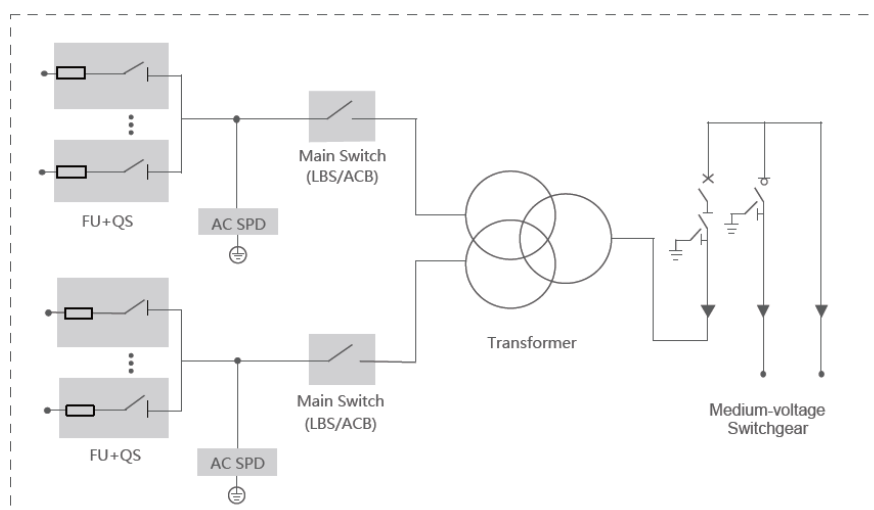 Main Switch
(LBS/ACB)
FU+QS
AC SPD
Transformer
Main Switch
(LBS/ACB)
Medium-voltage
Switchgear
FU+QS
AC SPD